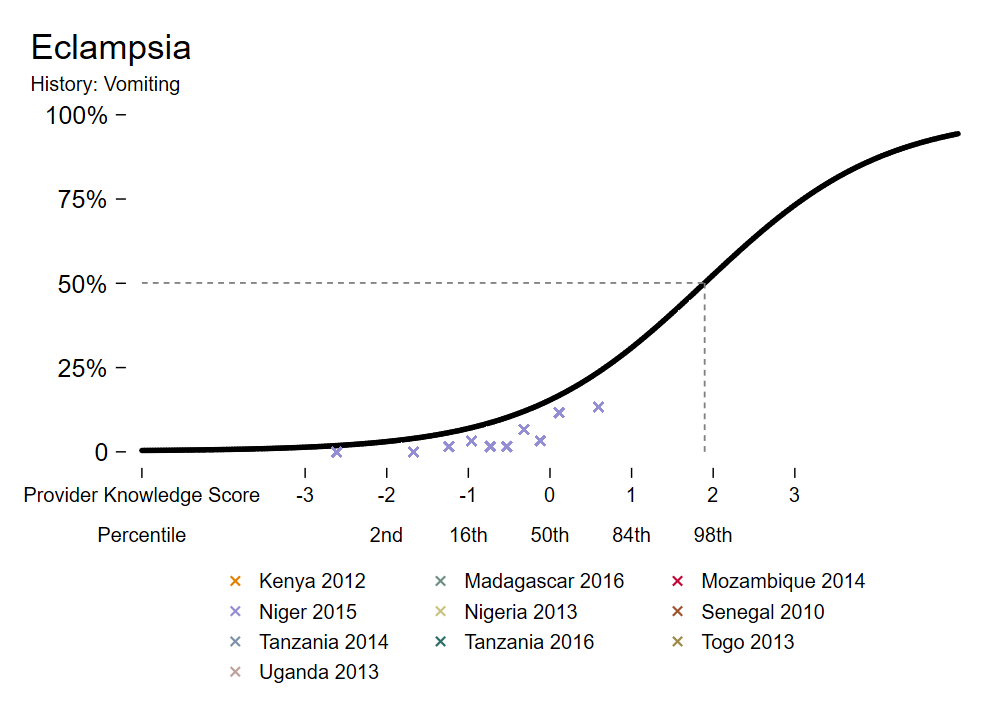 Eclampsia
History: Vomiting
100%
75%
50%
25%
0
Provider Knowledge Score -3 -2 -1 0 1 2 3
Percentile 2nd 16th 50th 84th 98th
Kenya 2012 Madagascar 2016 Mozambique 2014
Niger 2015 Nigeria 2013 Senegal 2010
Tanzania 2014 Tanzania 2016 Togo 2013
Uganda 2013